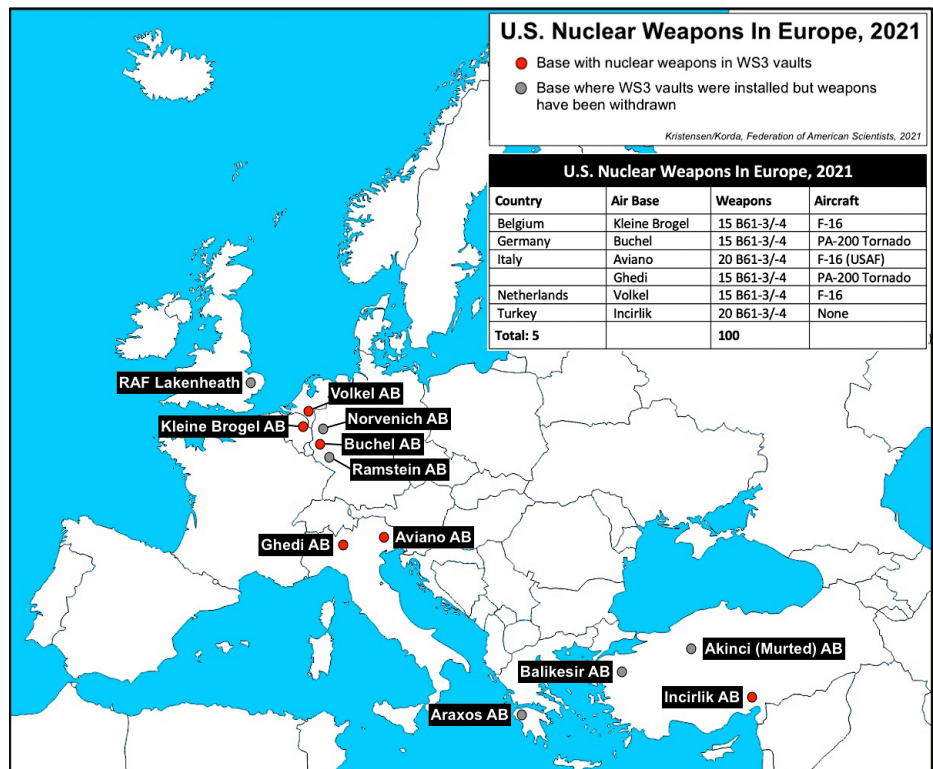 U.S. Nuclear Weapons In Europe, 2021
Base with nuclear weapons in WS3 vaults
Base where WS3 vaults were installed but weapons
have been withdrawn
Kristensen/Korda, Federation of American Scientists, 2021
U.S. Nuclear Weapons In Europe, 2021
Country Air Base Weapons Aircraft
Belgium Kleine Brogel 15 B61-3/-4 F-16
Germany Buchel 15 B61-3/-4 PA-200 Tornado
Italy Aviano 20 B61-3/-4 F-16 (USAF)
Ghedi 15 B61-3/-4 PA-200 Tornado
Netherlands Volkel 15 B61-3/-4 F-16
Turkey Incirlik 20 B61-3/-4 None
Total: 5 100
RAF Lakenheath
Volkel AB
Norvenich AB
Kleine Brogel AB
Buchel AB
Ramstein AB
Ghedi AB
Aviano AB
Akinci (Murted) AB
Balikesir AB
Incirlik AB
Araxos AB